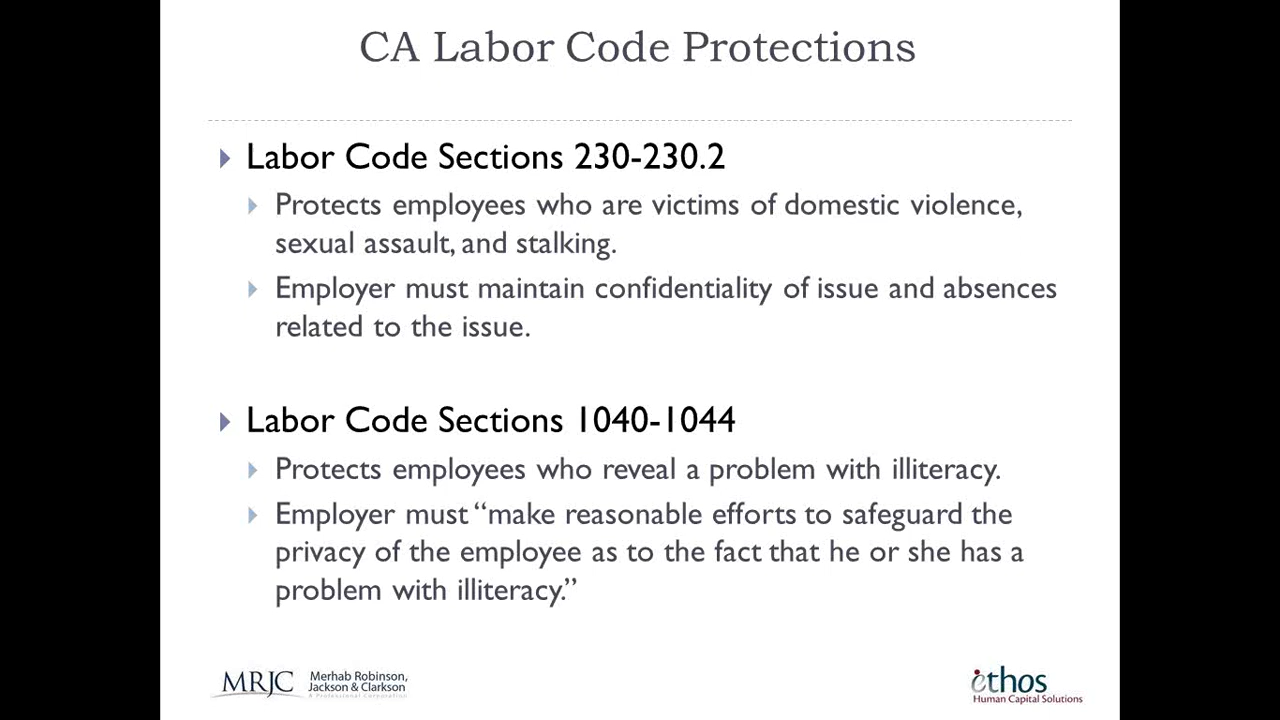 CA Labor Code Protections
Labor Code Sections 230-230.2
Protects employees who are victims of domestic violence,
sexual assault, and stalking.
Employer must maintain confidentiality of issue and absences
related to the issue.
Labor Code Sections 1040-1044
Protects employees who reveal a problem with illiteracy.
Employer must “make reasonable efforts to safeguard the
privacy of the employee as to the fact that he or she has a
problem with illiteracy.”
MRJC Merhab Robinson,
Jackson & Clarkson
A Professional Corporation
ethos
Human Capital Solutions